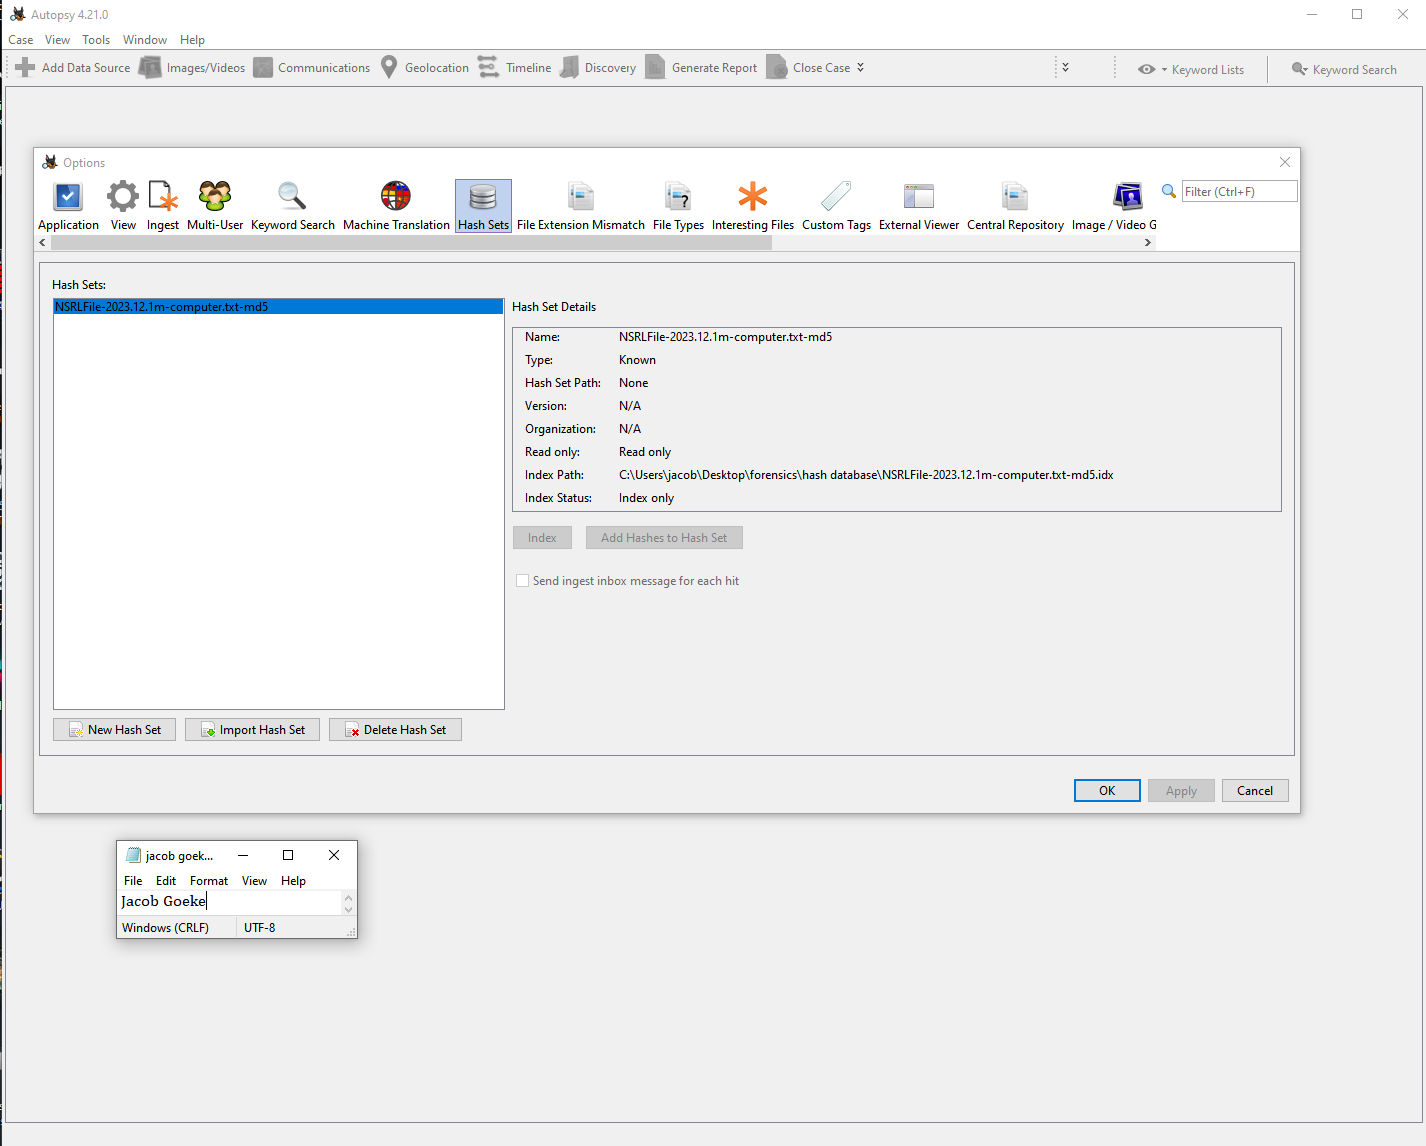 Autopsy 4.21.0
Case View Tools Window Help
Add Data Source Images/Videos Communications Geolocation Timeline Discovery Generate Report Close Case Keyword Lists Keyword Search
Options
Filter (Ctrl+F)
Application View Ingest Multi-User Keyword Search Machine Translation Hash Sets File Extension Mismatch File Types Interesting Files Custom Tags External Viewer Central Repository Image / Video G
Hash Sets:
NSRLFile-2023.12.1m-computer.txt-md5
Hash Set Details
Name: NSRLFile-2023.12.1m-computer.txt-md5
Type: Known
Hash Set Path: None
Version: N/A
Organization: N/A
Read only: Read only
Index Path: C:\Users\jacob\Desktop\forensics\hash database\NSRLFile-2023.12.1m-computer.txt-md5.idx
Index Status: Index only
Index Add Hashes to Hash Set
Send ingest inbox message for each hit
New Hash Set Import Hash Set Delete Hash Set
OK Apply Cancel
jacob goek...
File Edit Format View Help
Jacob Goeke
Windows (CRLF) UTF-8